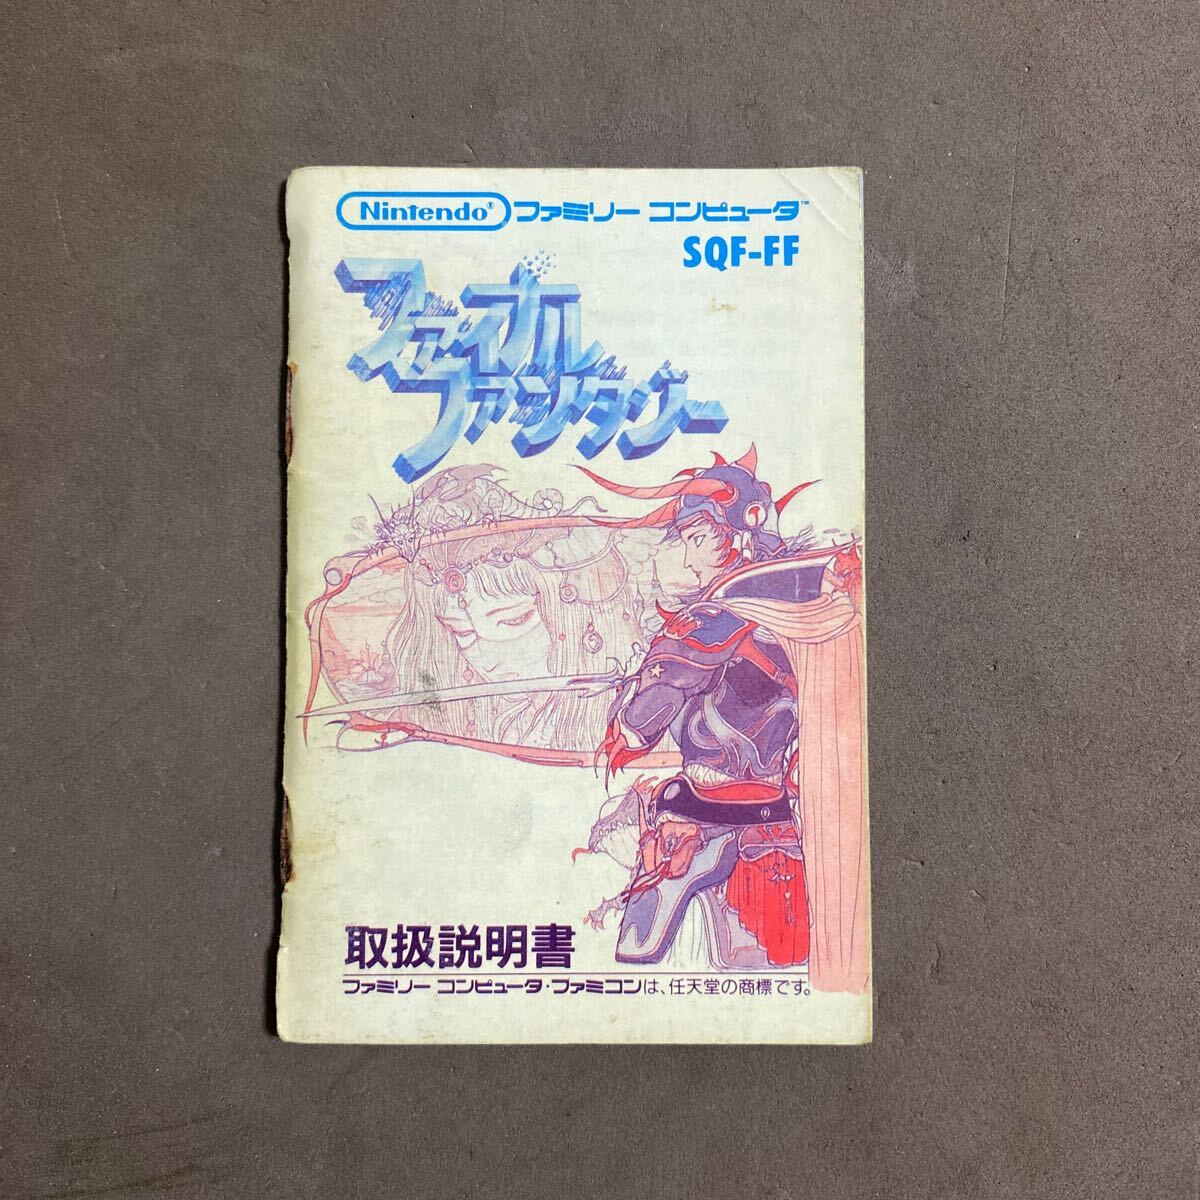 Nintendo® ファミリー コンピュータ™
SQF-FF
ファイナル
ファンタジー
取扱説明書
ファミリー コンピュータ・ファミコンは、任天堂の商標です。